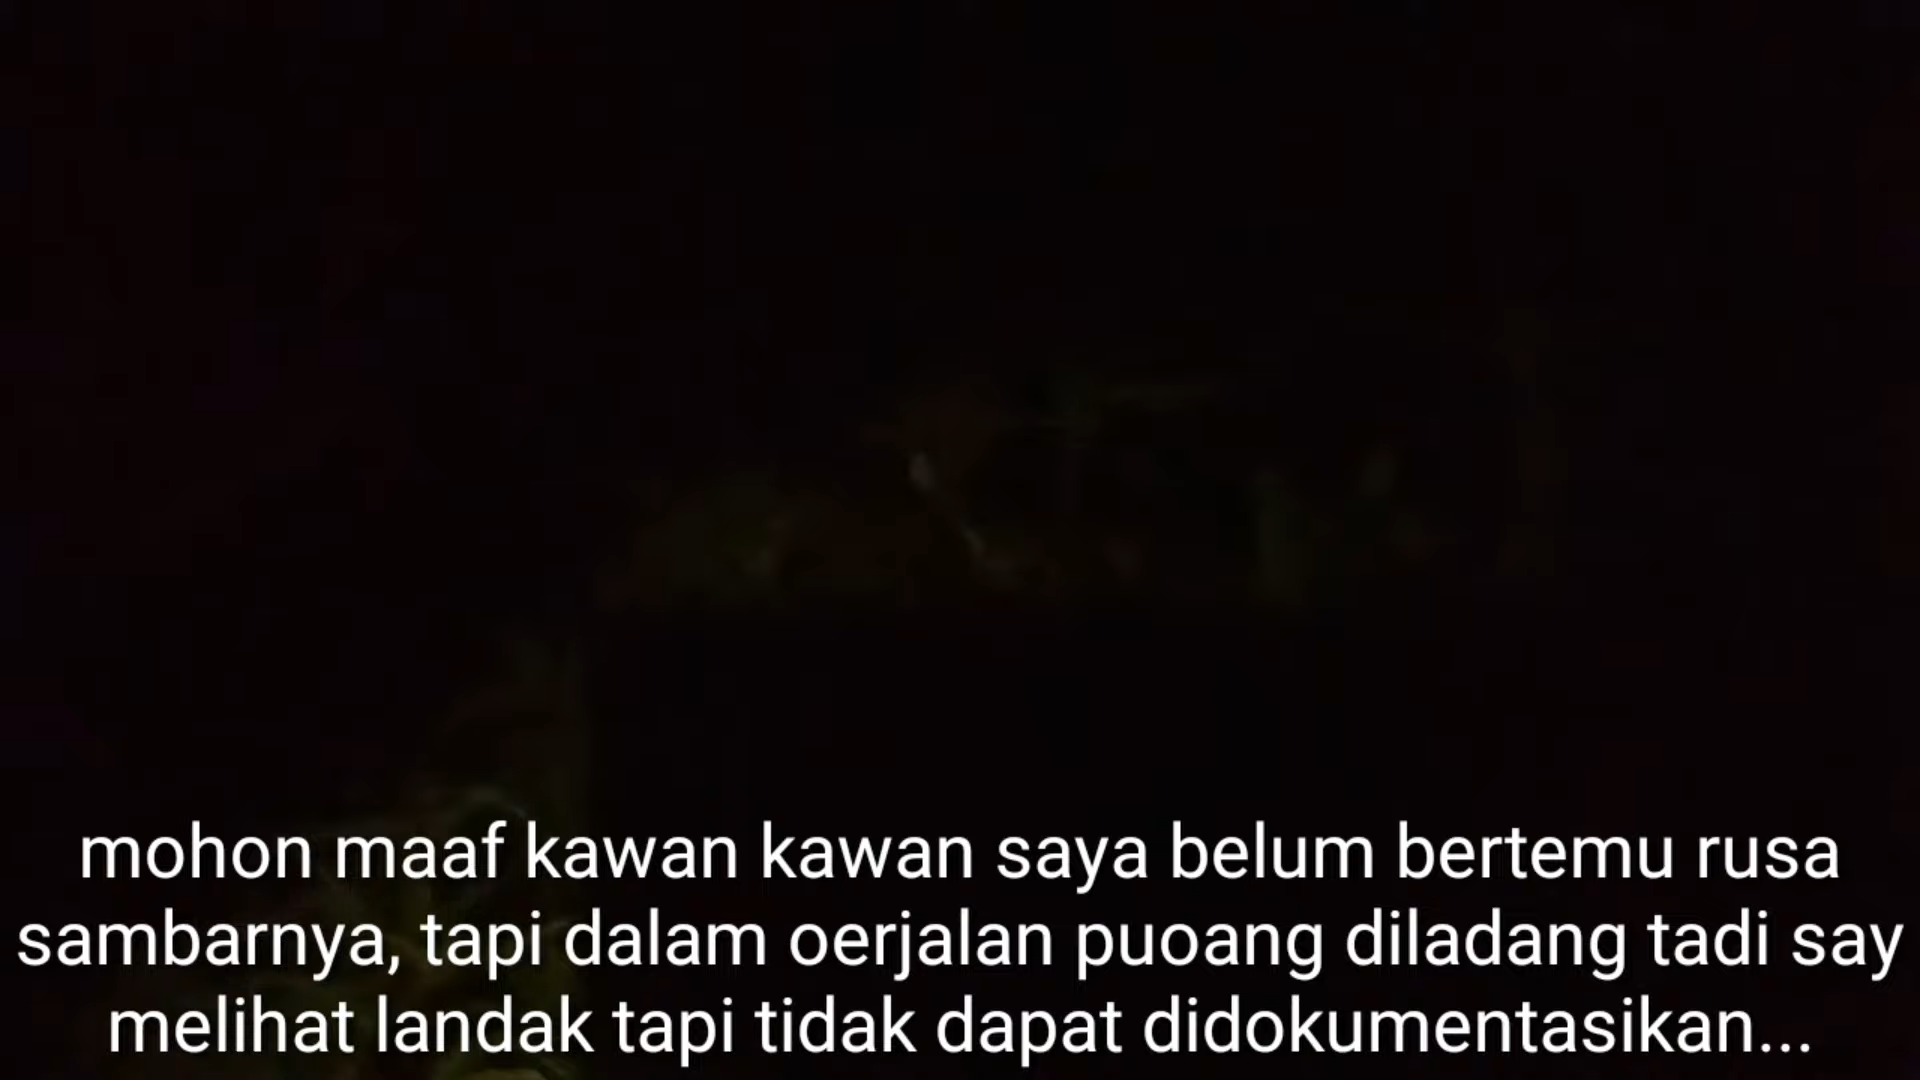 mohon maaf kawan kawan saya belum bertemu rusa
sambarnya, tapi dalam oerjalan puoang diladang tadi say
melihat landak tapi tidak dapat didokumentasikan...